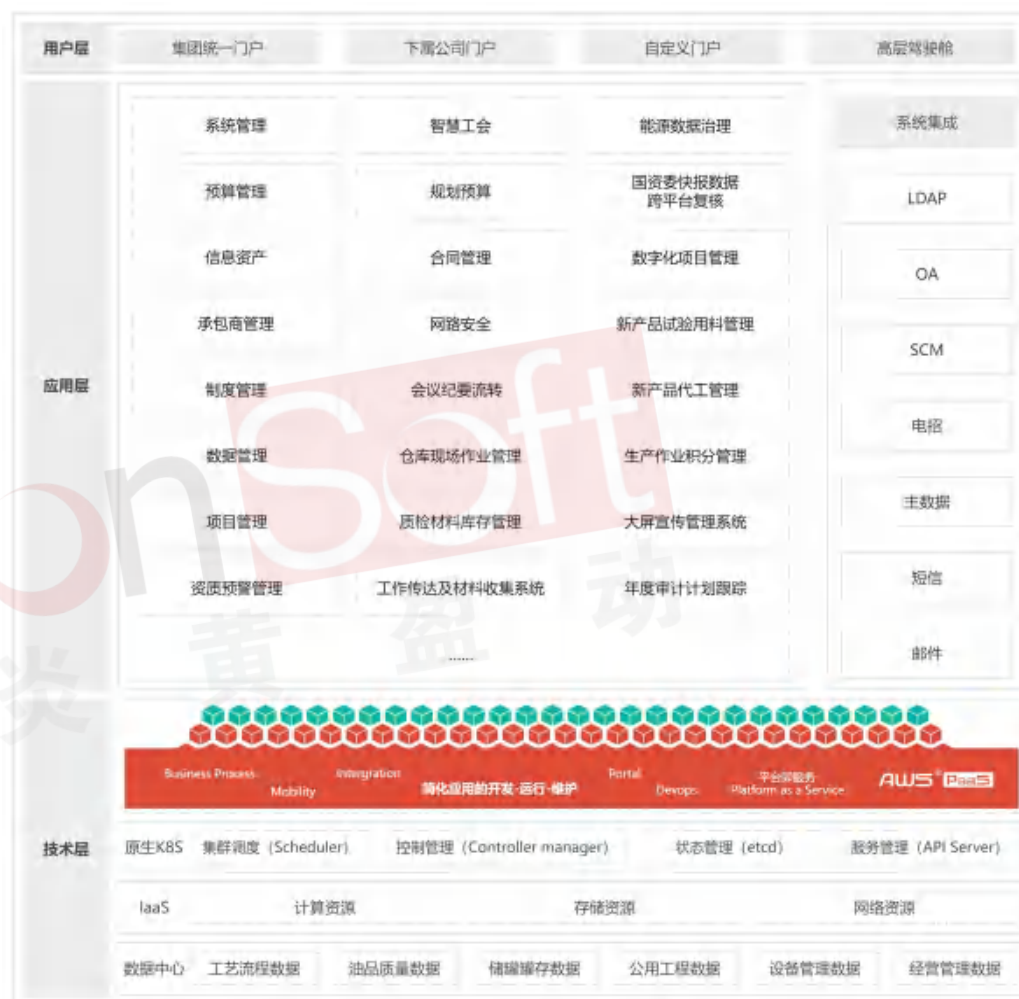 用户层 集团统一门户 下属公司门户 自定义门户 高层驾驶舱
应用层
系统管理 智慧工会 能源数据治理
预算管理 规划预算 国资委快报数据
跨平台复核
信息资产 合同管理 数字化项目管理
承包商管理 网路安全 新产品试验用料管理
制度管理 会议纪要流转 新产品代工管理
数据管理 仓库现场作业管理 生产作业积分管理
项目管理 质检材料库存管理 大屏宣传管理系统
资质预警管理 工作传达及材料收集系统 年度审计计划跟踪
......
系统集成
LDAP
OA
SCM
电招
主数据
短信
邮件
技术层
Business Process Intergration Portal 平台即服务 AWS PaaS
Mobility 简化应用的开发·运行·维护 Devops Platform as a Service
原生K8S 集群调度（Scheduler） 控制管理（Controller manager） 状态管理（etcd） 服务管理（API Server）
IaaS 计算资源 存储资源 网络资源
数据中心 工艺流程数据 油品质量数据 储罐罐存数据 公用工程数据 设备管理数据 经营管理数据
onSoft
炎黄盈动